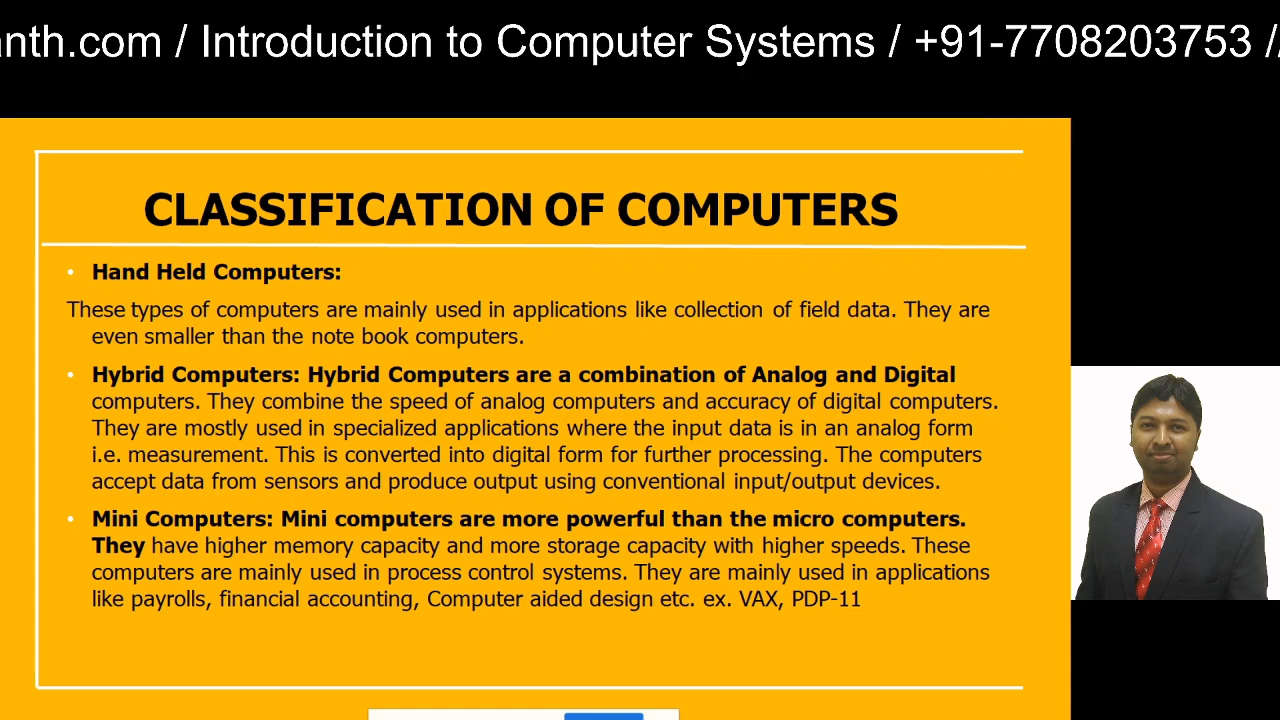 nth.com / Introduction to Computer Systems / +91-7708203753 //
CLASSIFICATION OF COMPUTERS
• Hand Held Computers:
These types of computers are mainly used in applications like collection of field data. They are
even smaller than the note book computers.
• Hybrid Computers: Hybrid Computers are a combination of Analog and Digital
computers. They combine the speed of analog computers and accuracy of digital computers.
They are mostly used in specialized applications where the input data is in an analog form
i.e. measurement. This is converted into digital form for further processing. The computers
accept data from sensors and produce output using conventional input/output devices.
• Mini Computers: Mini computers are more powerful than the micro computers.
They have higher memory capacity and more storage capacity with higher speeds. These
computers are mainly used in process control systems. They are mainly used in applications
like payrolls, financial accounting, Computer aided design etc. ex. VAX, PDP-11